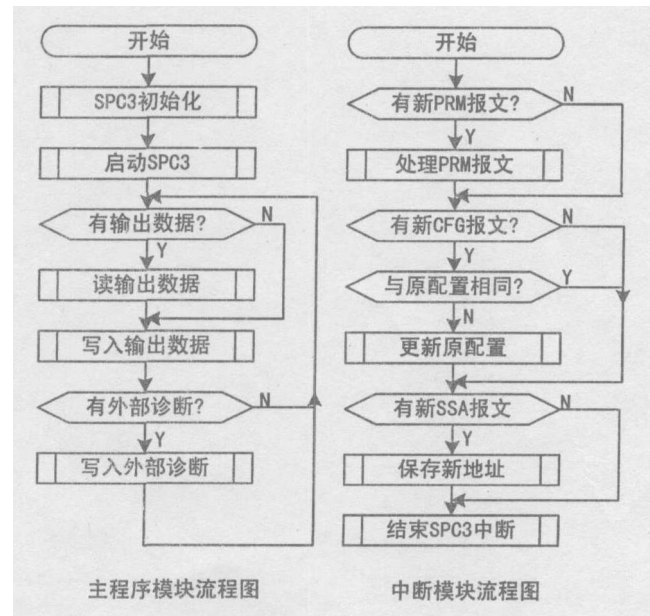 开始
SPC3初始化
启动SPC3
有输出数据?
N
Y
读输出数据
写入输出数据
有外部诊断?
N
Y
写入外部诊断
主程序模块流程图
开始
有新PRM报文?
N
Y
处理PRM报文
有新CFG报文?
N
Y
与原配置相同?
Y
N
更新原配置
有新SSA报文
N
Y
保存新地址
结束SPC3中断
中断模块流程图